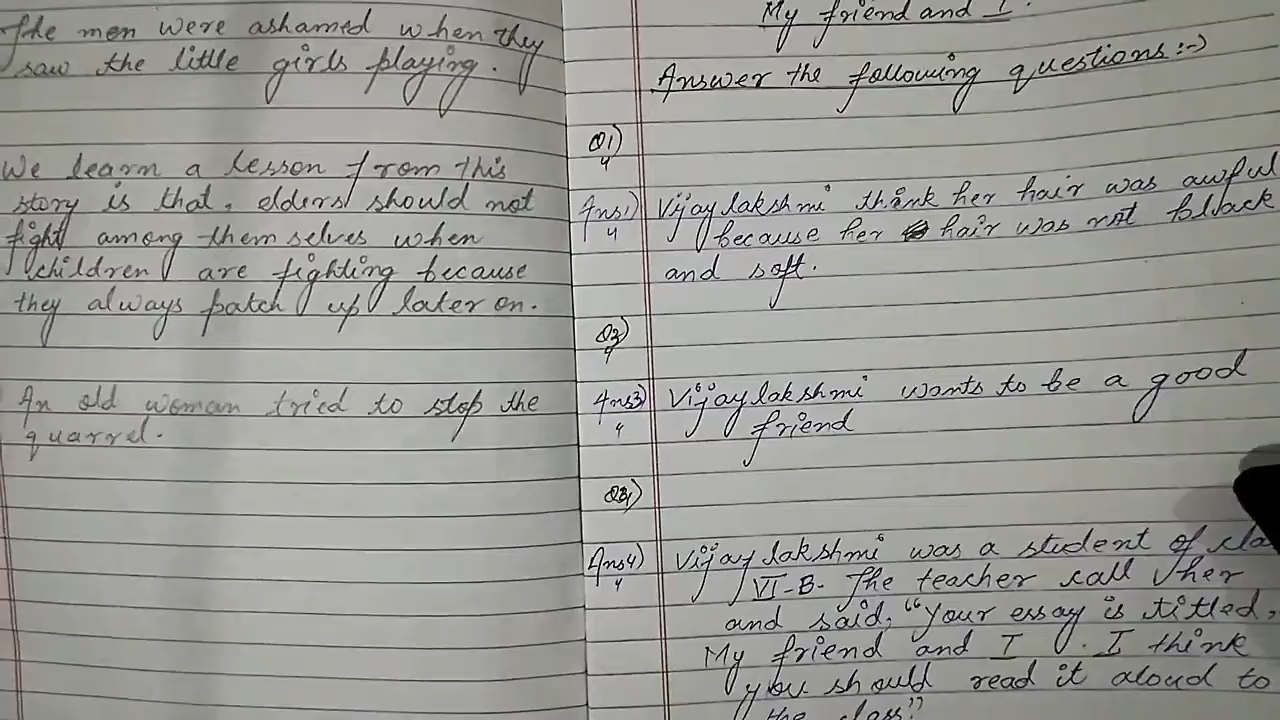 The men were ashamed when they
saw the little girls playing.
We learn a lesson from this
story is that, elders should not
fight among themselves when
children are fighting because
they always patch up later on.
An old woman tried to stop the
quarrel.
My friend and I.
Answer the following questions:-)
Q1)
Ans1) Vijaylakshmi think her hair was awful
because her hair was not black
and soft.
Q2)
Ans3) Vijaylakshmi wants to be a good
friend
Q3)
Ans4) Vijaylakshmi was a student of cla
VI-B. The teacher call her
and said, "Your essay is titled,
My friend and I. I think
you should read it aloud to
the class"